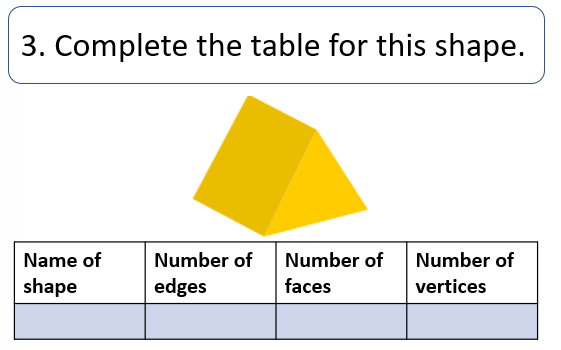 3. Complete the table for this shape.
Name of shape
Number of edges
Number of faces
Number of vertices